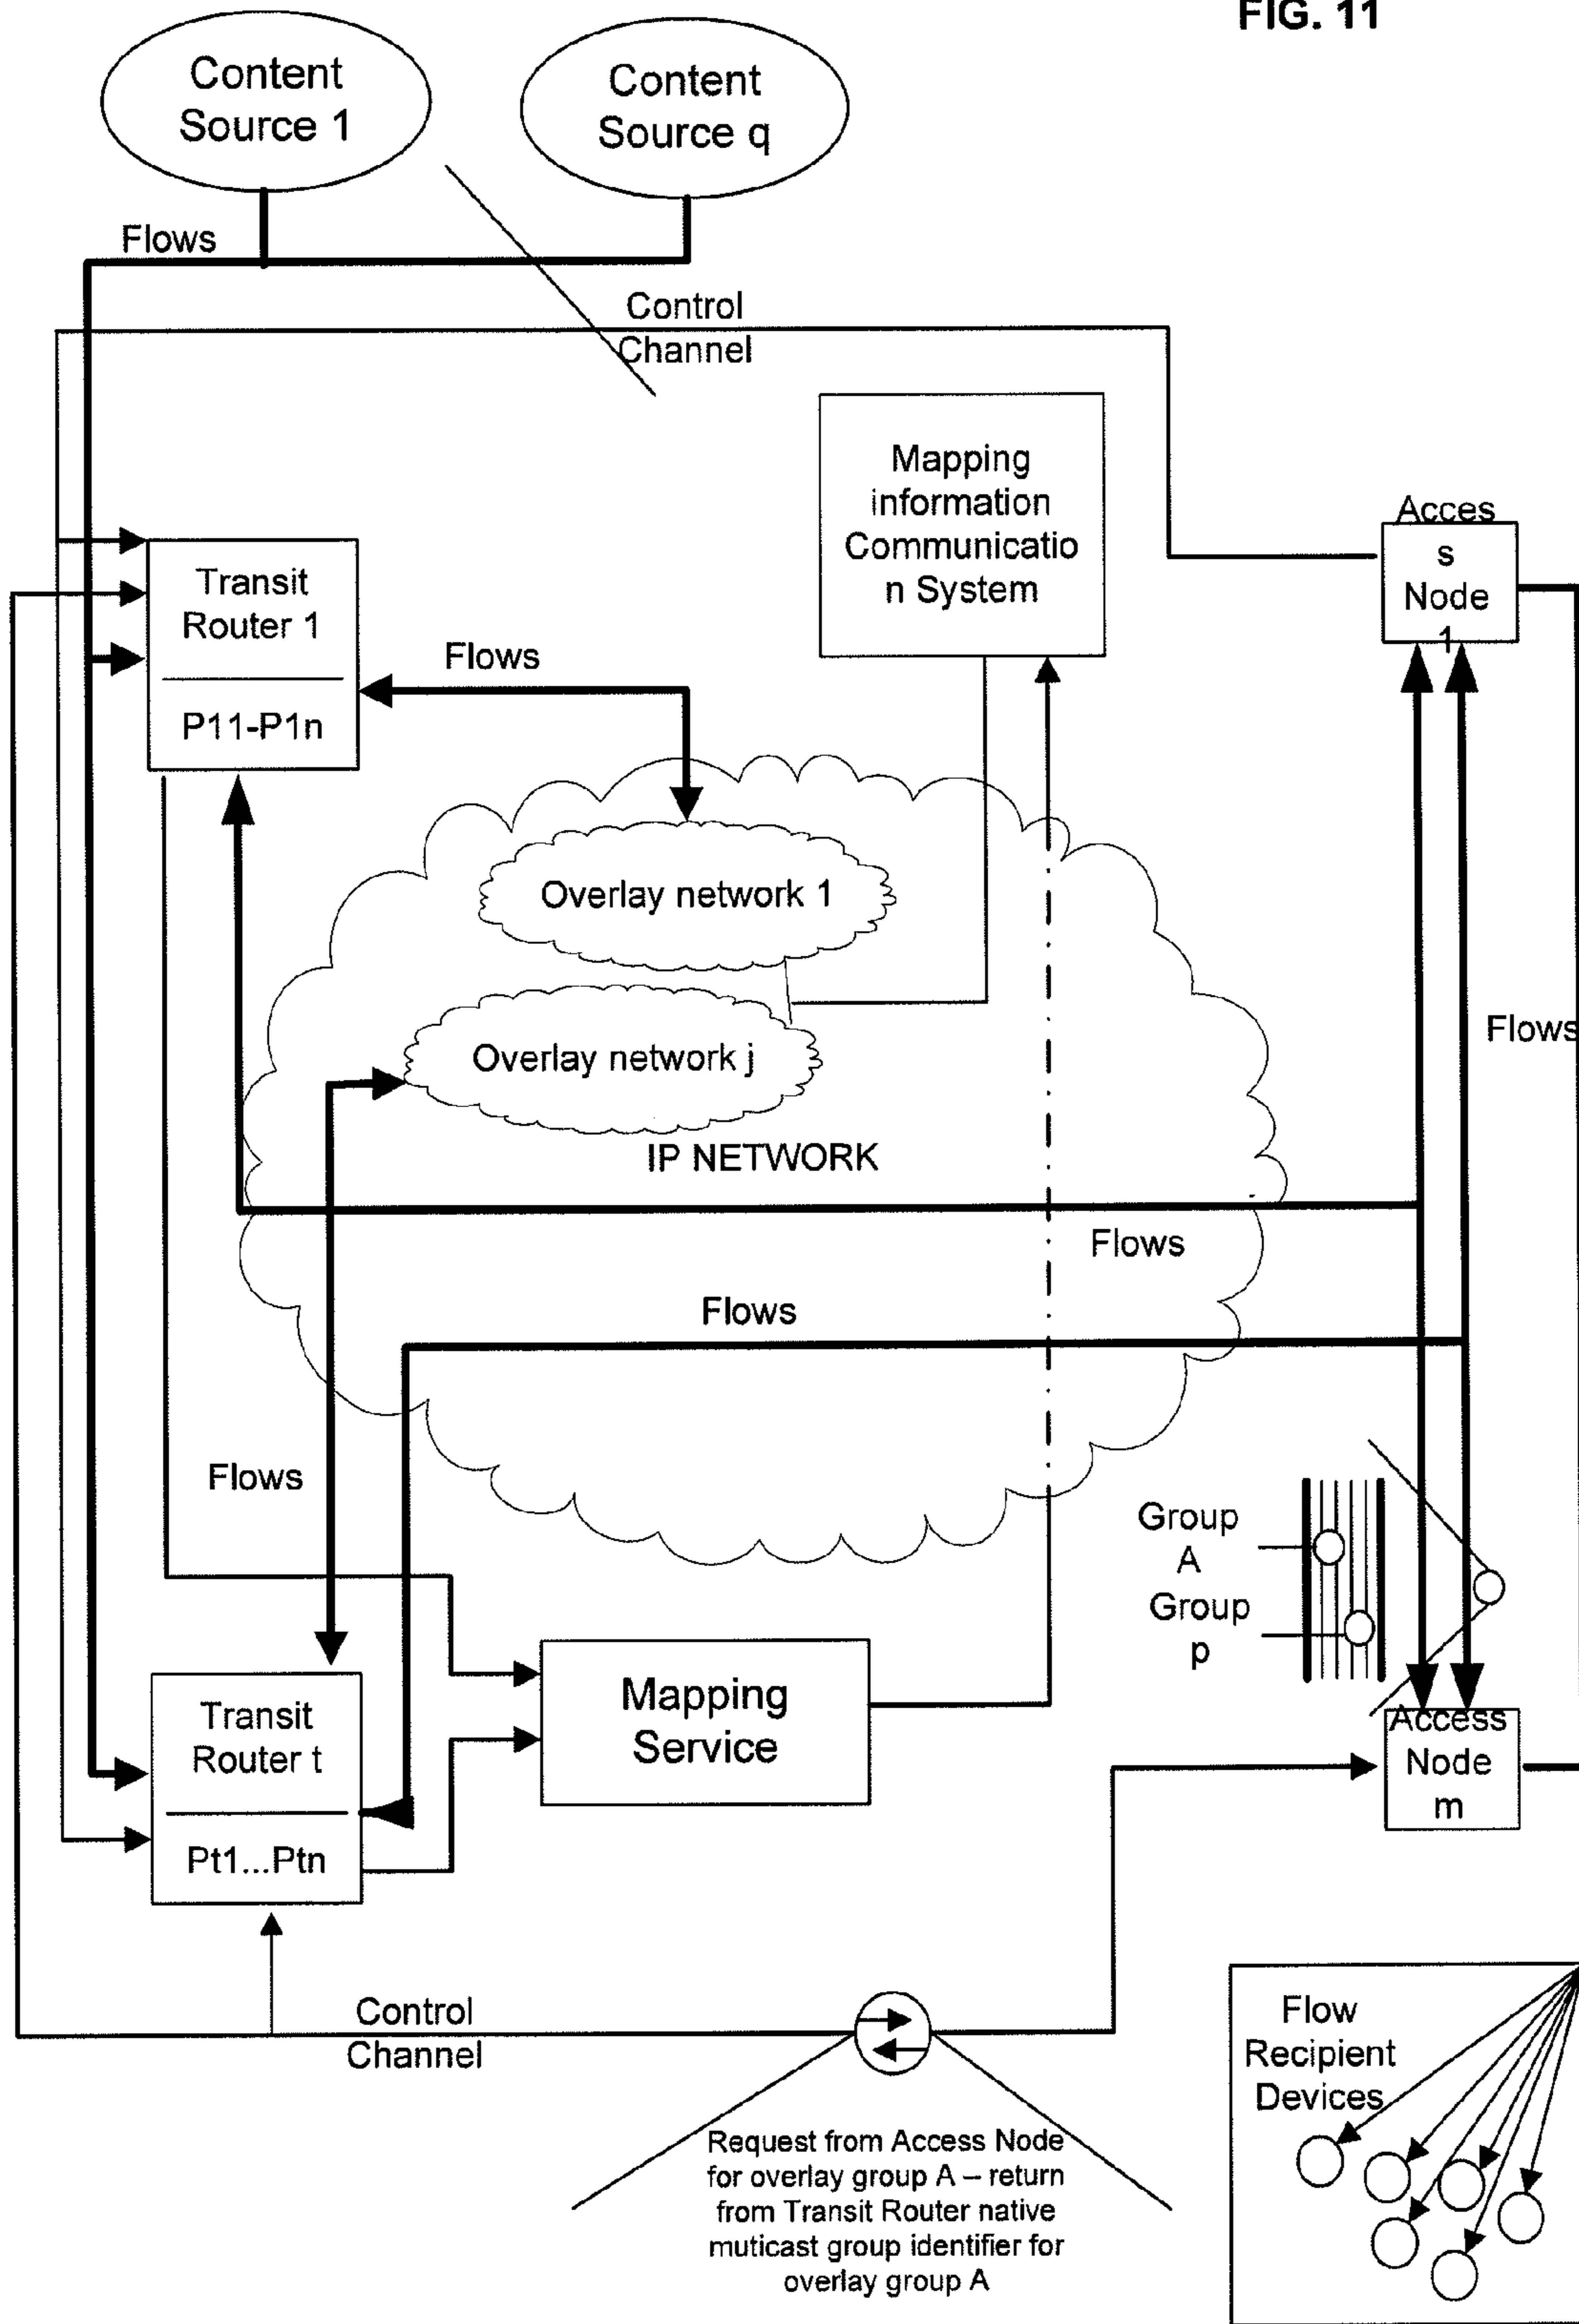 FIG. 11
Content
Source 1
Content
Source q
Flows
Control
Channel
Mapping
information
Communicatio
n System
Acces
s
Node
1
Transit
Router 1
P11-P1n
Flows
Overlay network 1
Overlay network j
Flows
IP NETWORK
Flows
Flows
Flows
Group
A
Group
p
Transit
Router t
Pt1...Ptn
Mapping
Service
Access
Node
m
Control
Channel
Flow
Recipient
Devices
Request from Access Node
for overlay group A – return
from Transit Router native
muticast group identifier for
overlay group A